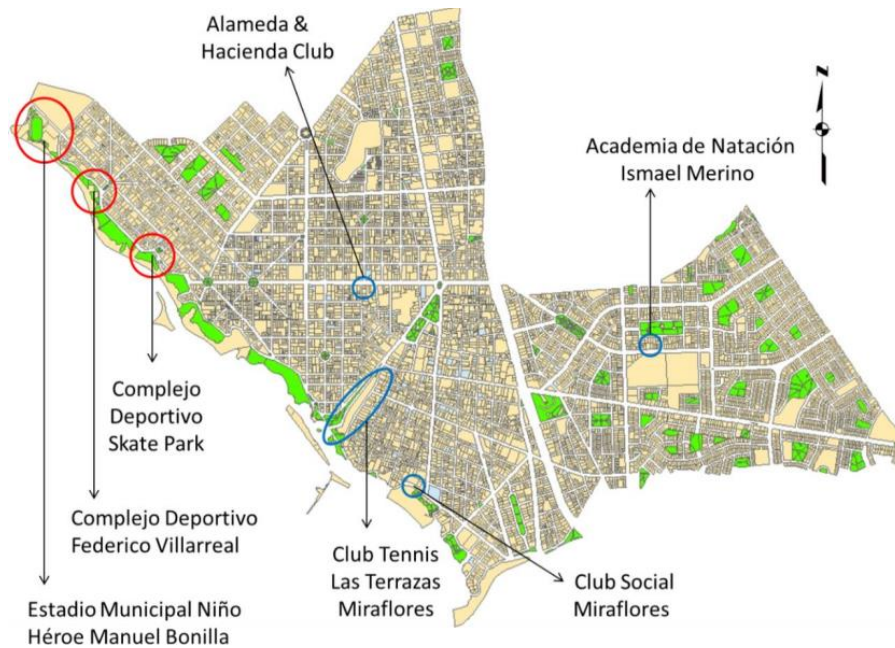 Alameda &
Hacienda Club
N
Academia de Natación
Ismael Merino
Complejo
Deportivo
Skate Park
Complejo Deportivo
Federico Villarreal
Estadio Municipal Niño
Héroe Manuel Bonilla
Club Tennis
Las Terrazas
Miraflores
Club Social
Miraflores